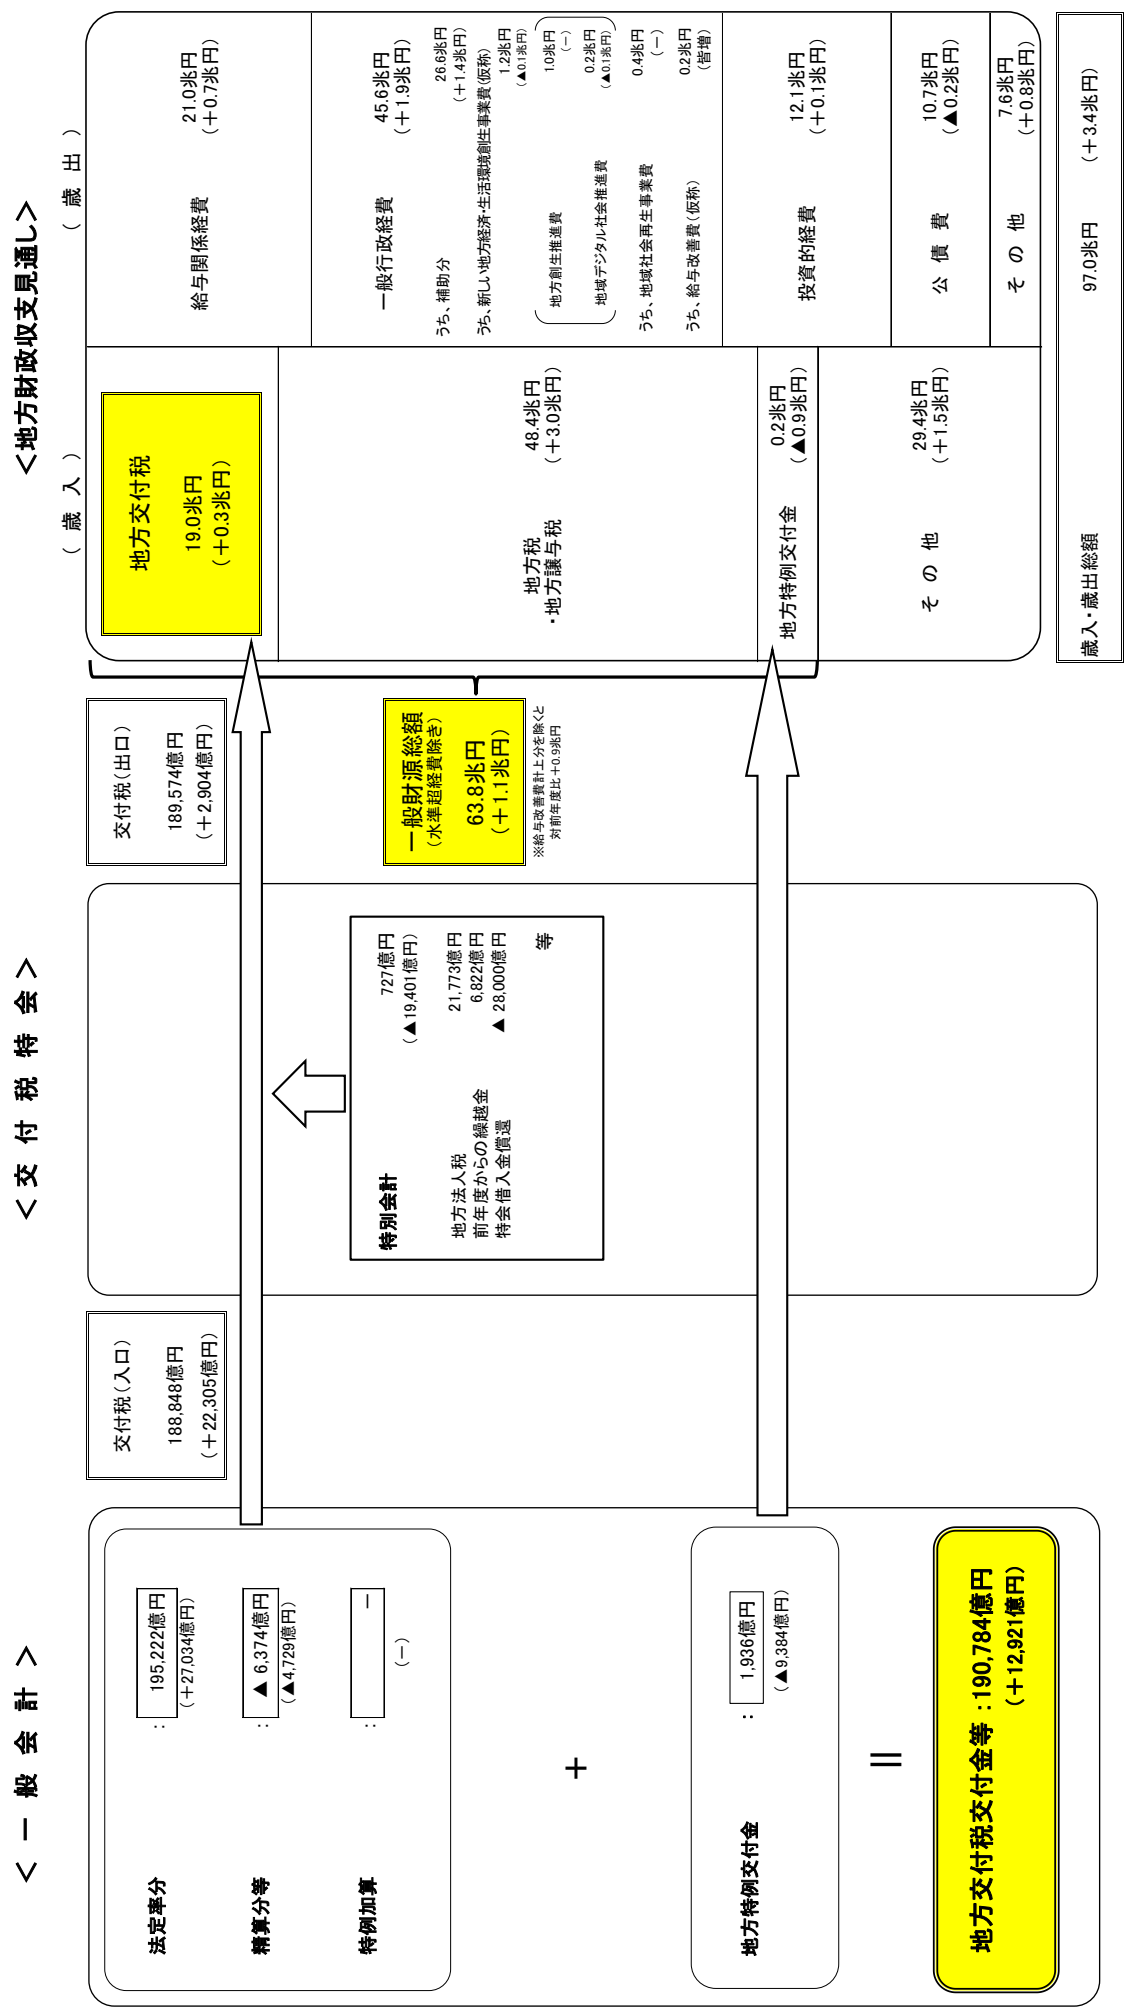 ＜ 一 般 会 計 ＞
法定率分 : 195,222億円
(＋27,034億円)
精算分等 : ▲ 6,374億円
(▲4,729億円)
特例加算 : －
(－)
＋
地方特例交付金 : 1,936億円
(▲9,384億円)
＝
地方交付税交付金等 : 190,784億円
(＋12,921億円)
交付税(入口)
188,848億円
(＋22,305億円)
＜ 交 付 税 特 会 ＞
特別会計 727億円
(▲19,401億円)
地方法人税 21,773億円
前年度からの繰越金 6,822億円
特会借入金償還 ▲ 28,000億円
等
交付税(出口)
189,574億円
(＋2,904億円)
一般財源総額
(水準超経費除き)
63.8兆円
(＋1.1兆円)
※給与改善費計上分を除くと
対前年度比＋0.9兆円
＜地方財政収支見通し＞
( 歳 入 )
地方交付税
19.0兆円
(＋0.3兆円)
地方税
・地方譲与税
48.4兆円
(＋3.0兆円)
地方特例交付金 0.2兆円
(▲0.9兆円)
そ の 他 29.4兆円
(＋1.5兆円)
( 歳 出 )
給与関係経費 21.0兆円
(＋0.7兆円)
一般行政経費 45.6兆円
(＋1.9兆円)
うち、補助分 26.6兆円
(＋1.4兆円)
うち、新しい地方経済・生活環境創生事業費(仮称)
1.2兆円
(▲0.1兆円)
地方創生推進費 1.0兆円
(－)
地域デジタル社会推進費 0.2兆円
(▲0.1兆円)
うち、地域社会再生事業費 0.4兆円
(－)
うち、給与改善費(仮称) 0.2兆円
(皆増)
投資的経費 12.1兆円
(＋0.1兆円)
公 債 費 10.7兆円
(▲0.2兆円)
そ の 他 7.6兆円
(＋0.8兆円)
歳入・歳出総額 97.0兆円 (＋3.4兆円)